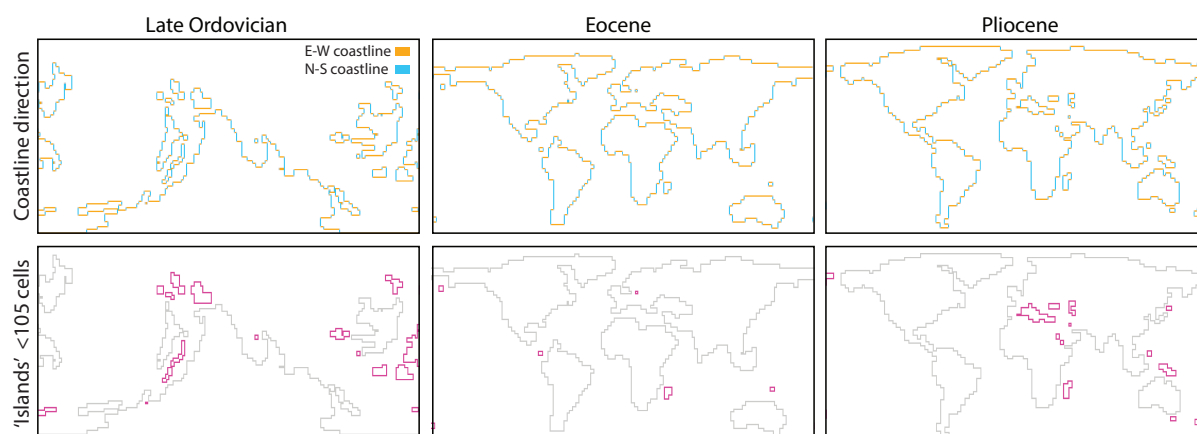 Late Ordovician
Eocene
Pliocene
Coastline direction
E-W coastline
N-S coastline
'Islands' <105 cells